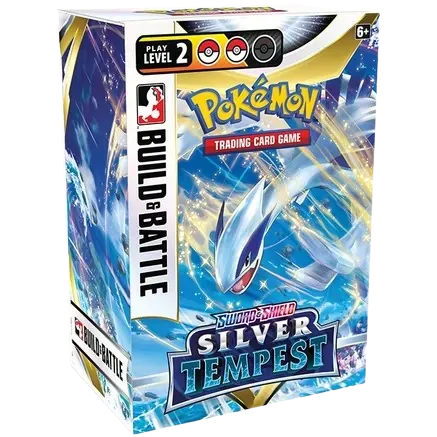 PLAY
LEVEL 2
6+
POKéMON
TRADING CARD GAME
BUILD & BATTLE
SWORD & SHIELD
SILVER
TEMPEST
BUILD & BATTLE